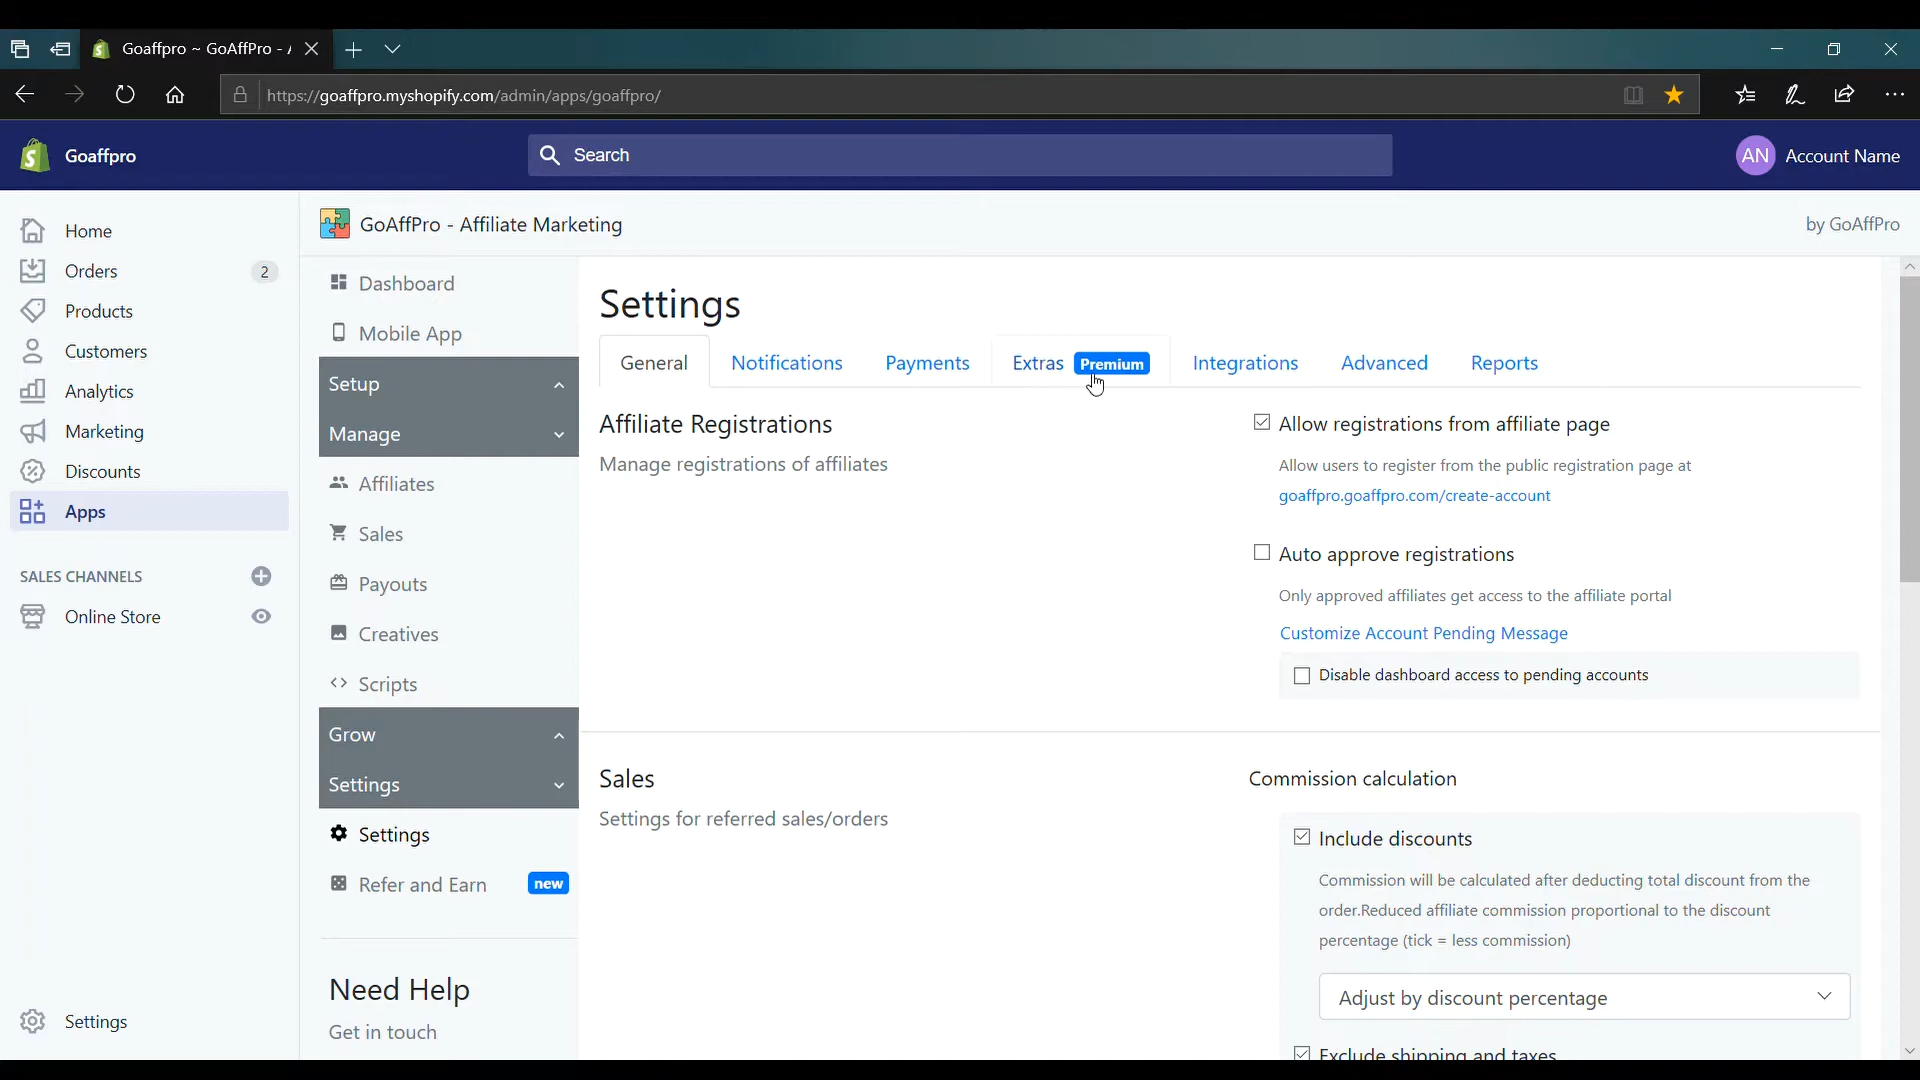 Goaffpro ~ GoAffPro - A
https://goaffpro.myshopify.com/admin/apps/goaffpro/
Goaffpro
Search
AN Account Name
Home
Orders 2
Products
Customers
Analytics
Marketing
Discounts
Apps
SALES CHANNELS
Online Store
Settings
GoAffPro - Affiliate Marketing
by GoAffPro
Dashboard
Mobile App
Setup
Manage
Affiliates
Sales
Payouts
Creatives
Scripts
Grow
Settings
Settings
Refer and Earn new
Need Help
Get in touch
Settings
General Notifications Payments Extras Premium Integrations Advanced Reports
Affiliate Registrations
Manage registrations of affiliates
Allow registrations from affiliate page
Allow users to register from the public registration page at
goaffpro.goaffpro.com/create-account
Auto approve registrations
Only approved affiliates get access to the affiliate portal
Customize Account Pending Message
Disable dashboard access to pending accounts
Sales
Settings for referred sales/orders
Commission calculation
Include discounts
Commission will be calculated after deducting total discount from the
order.Reduced affiliate commission proportional to the discount
percentage (tick = less commission)
Adjust by discount percentage
Exclude shipping and taxes